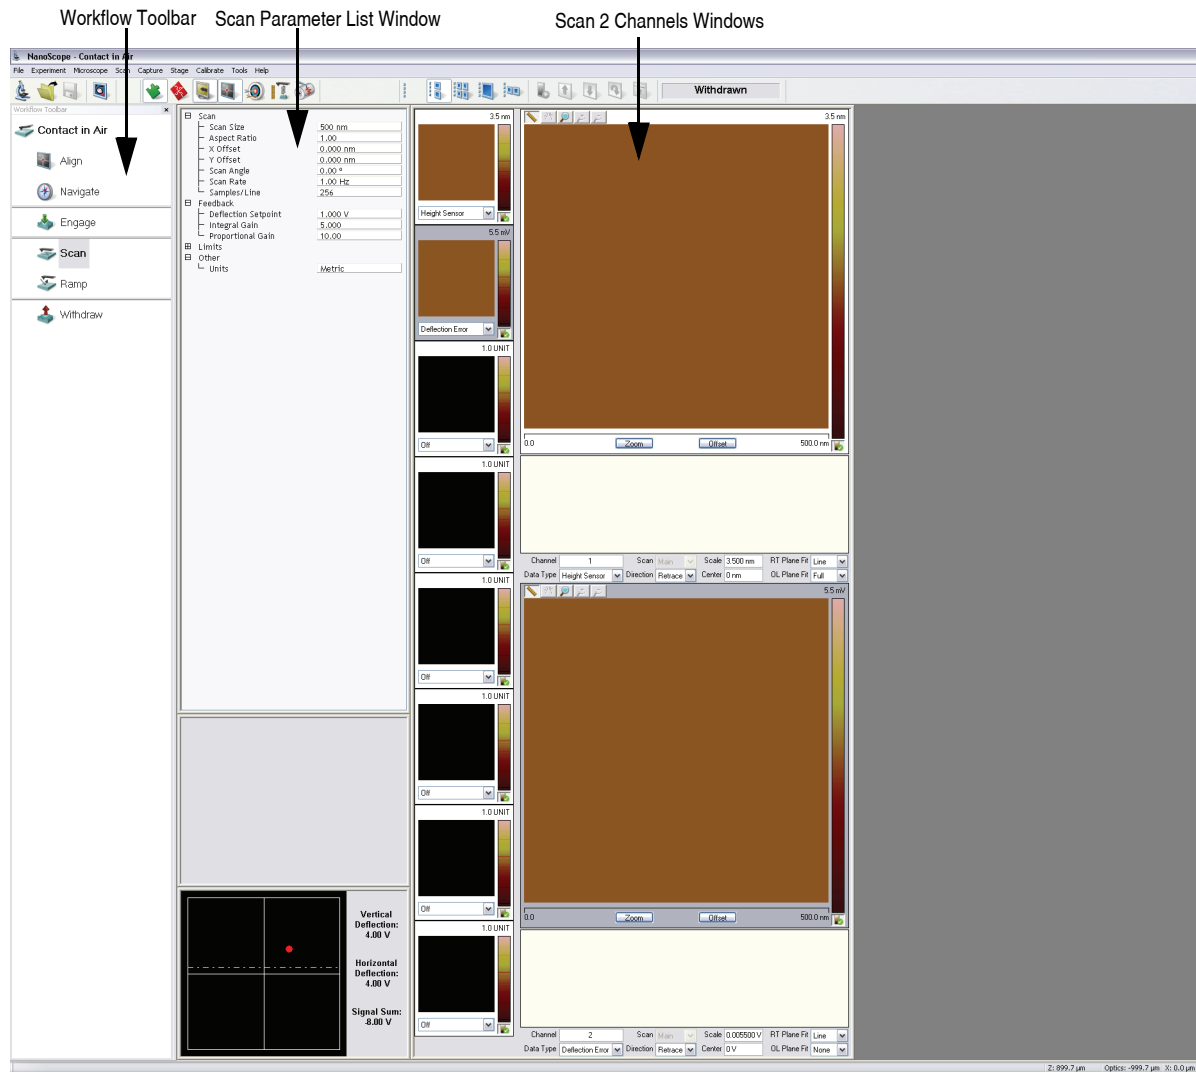 Workflow Toolbar
Scan Parameter List Window
Scan 2 Channels Windows
NanoScope - Contact in Air
File Experiment Microscope Scan Capture Stage Calibrate Tools Help
Withdrawn
Workflow Toolbar
Contact in Air
Align
Navigate
Engage
Scan
Ramp
Withdraw
Scan
Scan Size 500 nm
Aspect Ratio 1.00
X Offset 0.000 nm
Y Offset 0.000 nm
Scan Angle 0.00 °
Scan Rate 1.00 Hz
Samples/Line 256
Feedback
Deflection Setpoint 1.000 V
Integral Gain 5.000
Proportional Gain 10.00
Limits
Other
Units Metric
Vertical
Deflection:
4.00 V
Horizontal
Deflection:
4.00 V
Signal Sum:
-8.00 V
3.5 nm
Height Sensor
5.5 mV
Deflection Error
1.0 UNIT
Off
1.0 UNIT
Off
1.0 UNIT
Off
1.0 UNIT
Off
1.0 UNIT
Off
1.0 UNIT
Off
3.5 nm
0.0 Zoom Offset 500.0 nm
Channel 1 Scan Main Scale 3.500 nm RT Plane Fit Line
Data Type Height Sensor Direction Retrace Center 0 nm OL Plane Fit Full
5.5 mV
0.0 Zoom Offset 500.0 nm
Channel 2 Scan Main Scale 0.005500 V RT Plane Fit Line
Data Type Deflection Error Direction Retrace Center 0 V OL Plane Fit None
Z: 899.7 µm Optics: -999.7 µm X: 0.0 µm